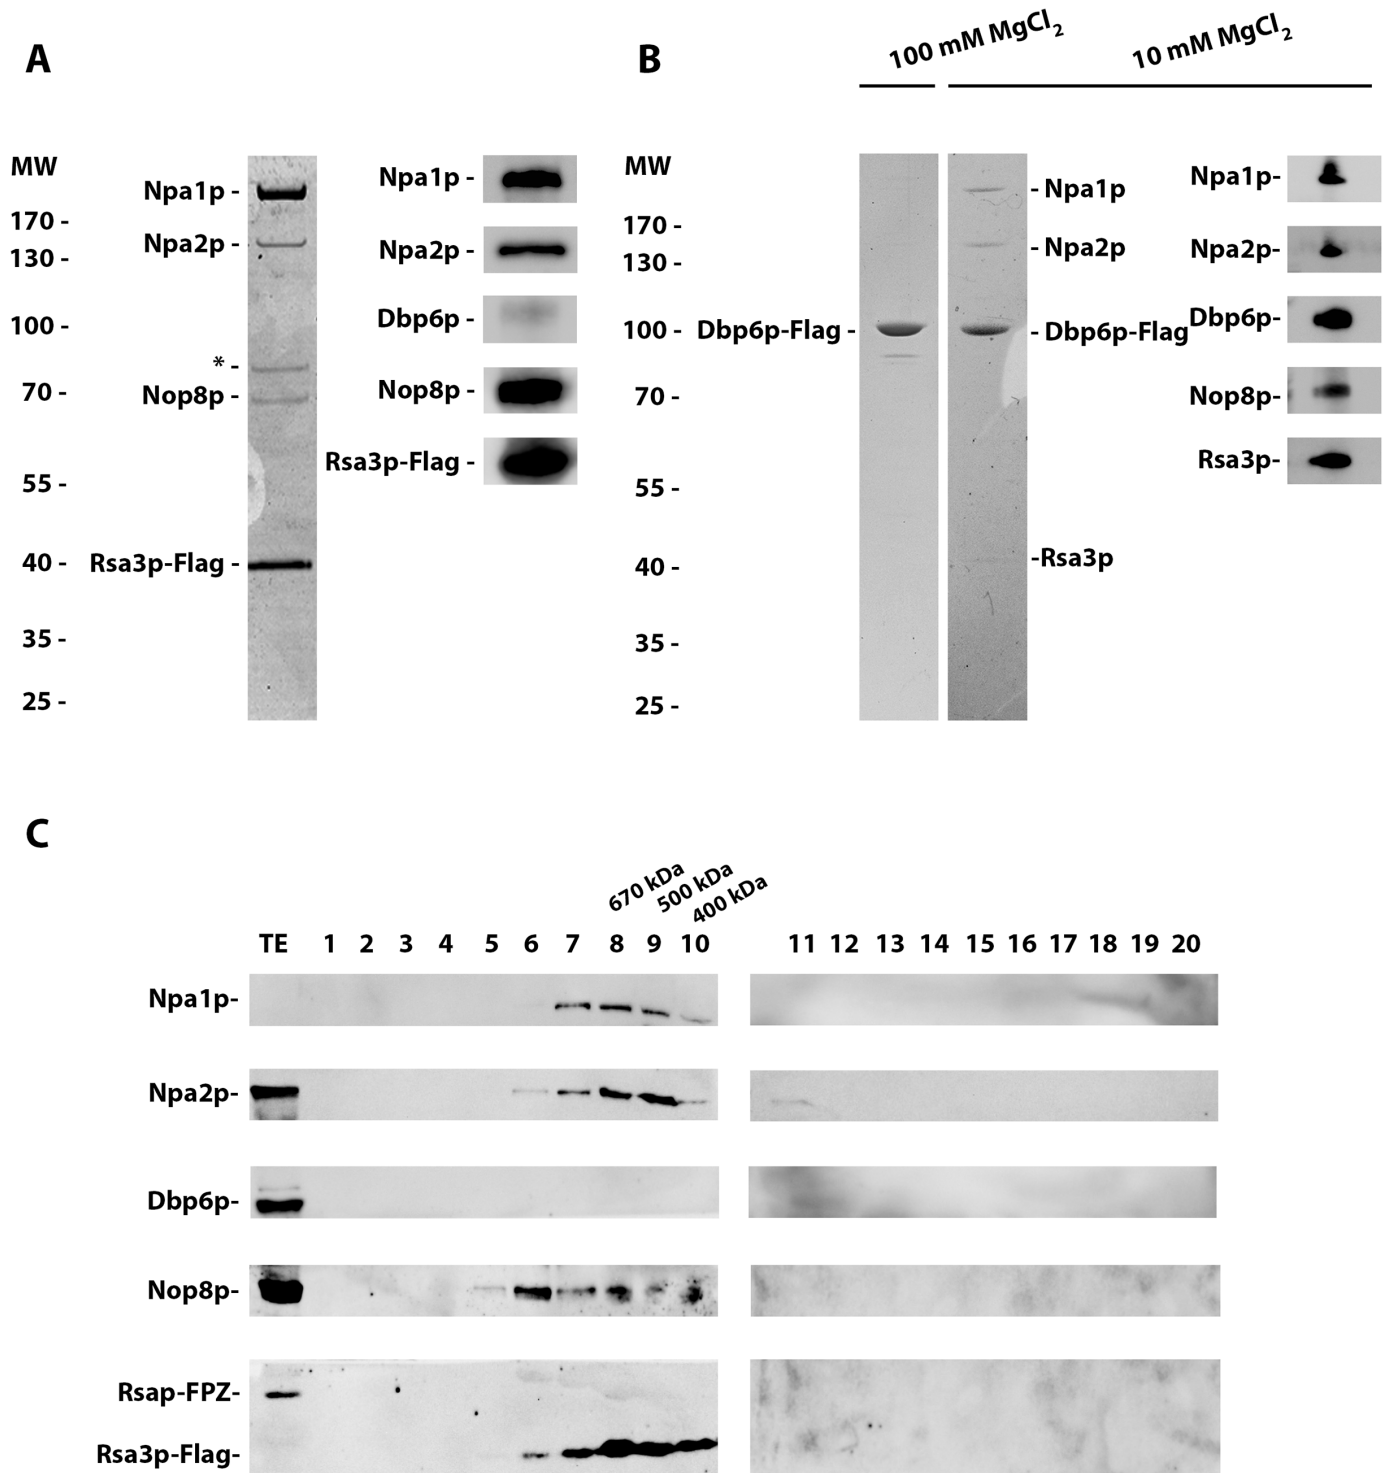 A
MW
170 -
130 -
100 -
70 -
55 -
40 -
35 -
25 -
Npa1p -
Npa2p -
* -
Nop8p -
Rsa3p-Flag -
Npa1p -
Npa2p -
Dbp6p -
Nop8p -
Rsa3p-Flag -
B
100 mM MgCl2
10 mM MgCl2
MW
170 -
130 -
100 -
70 -
55 -
40 -
35 -
25 -
Dbp6p-Flag -
- Npa1p
- Npa2p
- Dbp6p-Flag
-Rsa3p
Npa1p-
Npa2p-
Dbp6p-
Nop8p-
Rsa3p-
C
670 kDa
500 kDa
400 kDa
TE 1 2 3 4 5 6 7 8 9 10 11 12 13 14 15 16 17 18 19 20
Npa1p-
Npa2p-
Dbp6p-
Nop8p-
Rsap-FPZ-
Rsa3p-Flag-